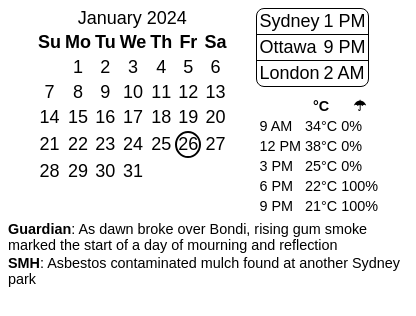 January 2024
Su Mo Tu We Th Fr Sa
1 2 3 4 5 6
7 8 9 10 11 12 13
14 15 16 17 18 19 20
21 22 23 24 25 26 27
28 29 30 31
Sydney 1 PM
Ottawa 9 PM
London 2 AM
°C ☂
9 AM 34°C 0%
12 PM 38°C 0%
3 PM 25°C 0%
6 PM 22°C 100%
9 PM 21°C 100%
Guardian: As dawn broke over Bondi, rising gum smoke
marked the start of a day of mourning and reflection
SMH: Asbestos contaminated mulch found at another Sydney
park